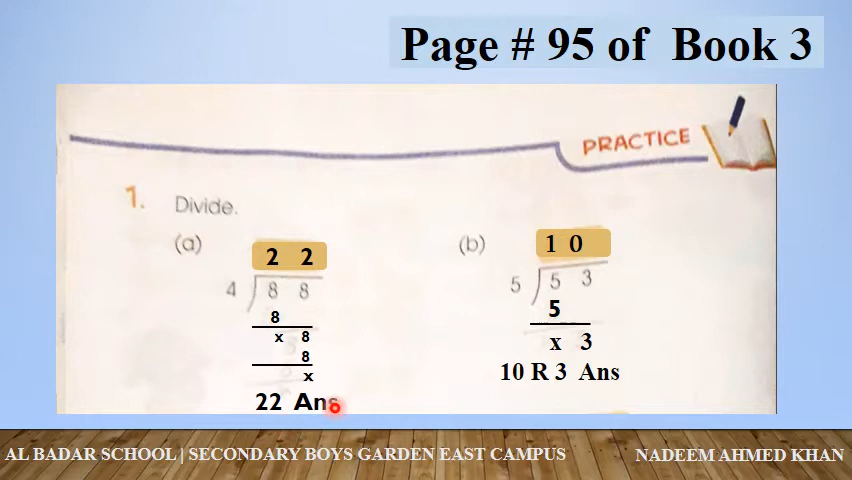 Page # 95 of Book 3
PRACTICE
1. Divide.
(a)
2 2
4 8 8
8
x 8
8
x
22 Ans
(b)
1 0
5 5 3
5
x 3
10 R 3 Ans
AL BADAR SCHOOL | SECONDARY BOYS GARDEN EAST CAMPUS
NADEEM AHMED KHAN